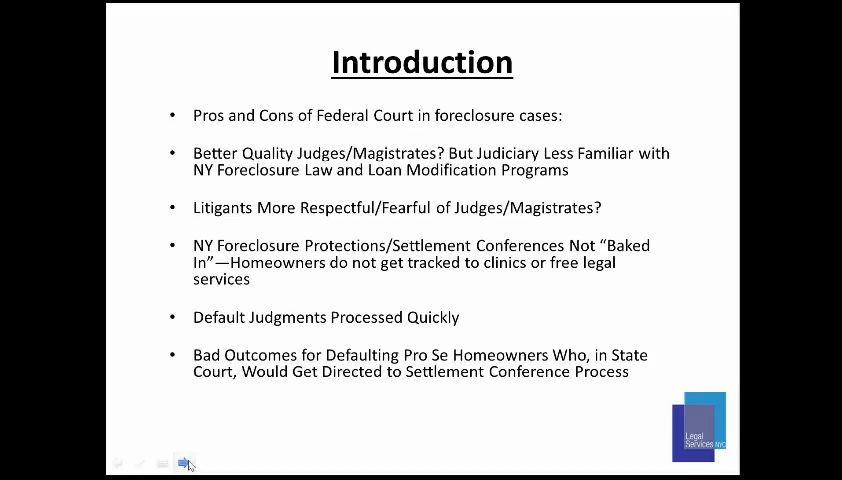 Introduction
• Pros and Cons of Federal Court in foreclosure cases:
• Better Quality Judges/Magistrates? But Judiciary Less Familiar with
NY Foreclosure Law and Loan Modification Programs
• Litigants More Respectful/Fearful of Judges/Magistrates?
• NY Foreclosure Protections/Settlement Conferences Not “Baked
In”—Homeowners do not get tracked to clinics or free legal
services
• Default Judgments Processed Quickly
• Bad Outcomes for Defaulting Pro Se Homeowners Who, in State
Court, Would Get Directed to Settlement Conference Process
Legal
Services NYC